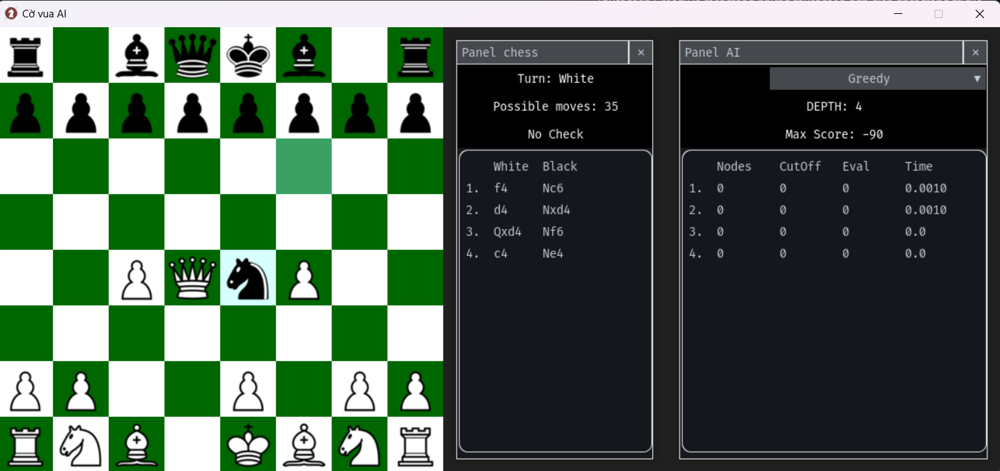 Cờ vua AI
Panel chess ×
Turn: White
Possible moves: 35
No Check
White Black
1. f4 Nc6
2. d4 Nxd4
3. Qxd4 Nf6
4. c4 Ne4
Panel AI ×
Greedy ▼
DEPTH: 4
Max Score: -90
Nodes CutOff Eval Time
1. 0 0 0 0.0010
2. 0 0 0 0.0010
3. 0 0 0 0.0
4. 0 0 0 0.0